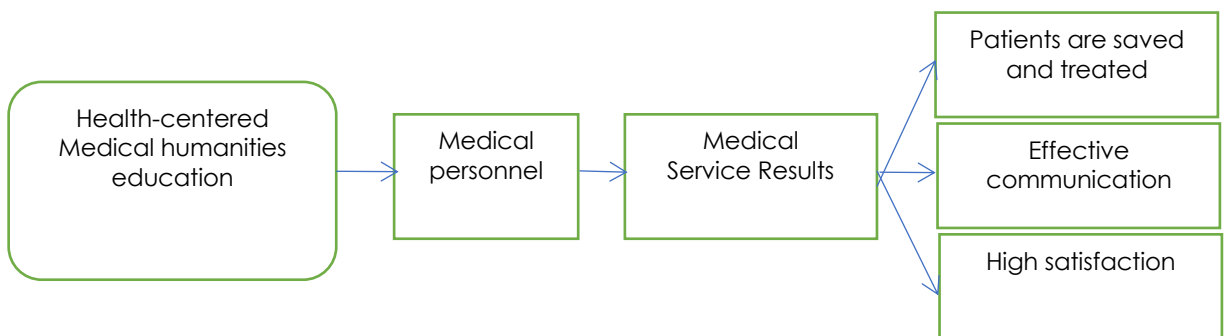 Health-centered
Medical humanities
education
Medical
personnel
Medical
Service Results
Patients are saved
and treated
Effective
communication
High satisfaction